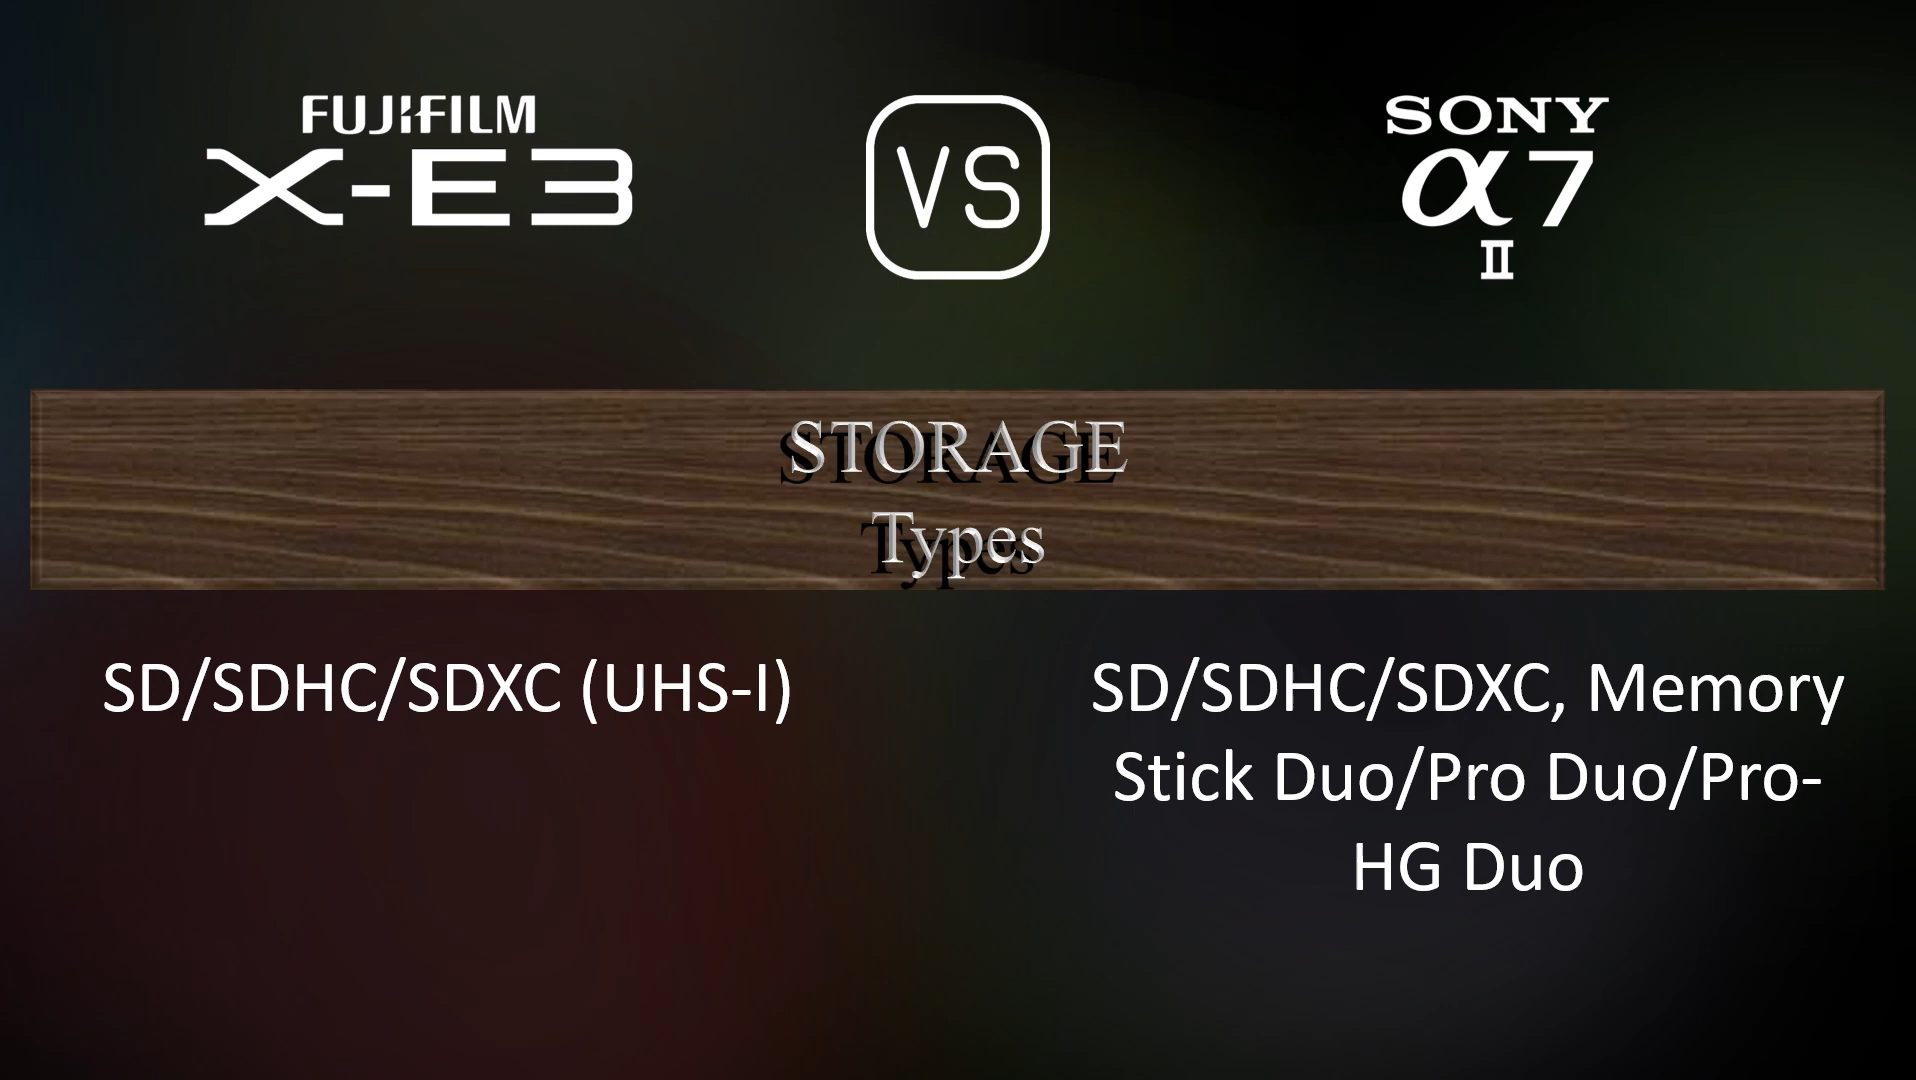 FUJIFILM
X-E3
VS
SONY
α7
II
STORAGE
Types
SD/SDHC/SDXC (UHS-I)
SD/SDHC/SDXC, Memory
Stick Duo/Pro Duo/Pro-
HG Duo